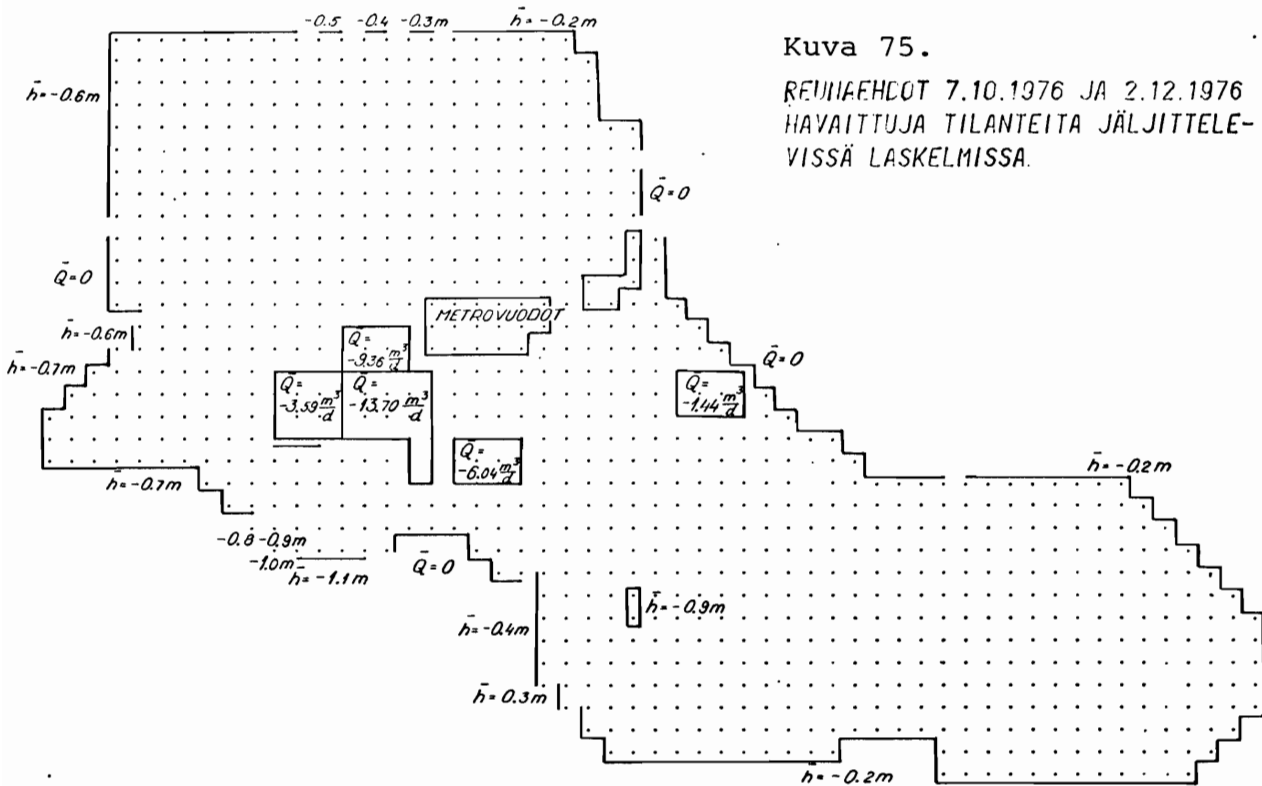 -0.5 -0.4 -0.3m h̄=-0.2m
Kuva 75.
REUNAEHDOT 7.10.1976 JA 2.12.1976
HAVAITTUJA TILANTEITA JÄLJITTELE-
VISSÄ LASKELMISSA.
h̄=-0.6m
Q̄=0
Q̄=0
METROVUODOT
h̄=-0.6m
h̄=-0.7m
Q̄=
-9.36 m³/d
Q̄=0
Q̄=
-3.59 m³/d
Q̄=
-13.70 m³/d
Q̄=
-1.44 m³/d
Q̄=
-6.04 m³/d
h̄=-0.7m
h̄=-0.2m
-0.8 -0.9m
-1.0m
h̄=-1.1m
Q̄=0
h̄=-0.9m
h̄=-0.4m
h̄=0.3m
h̄=-0.2m